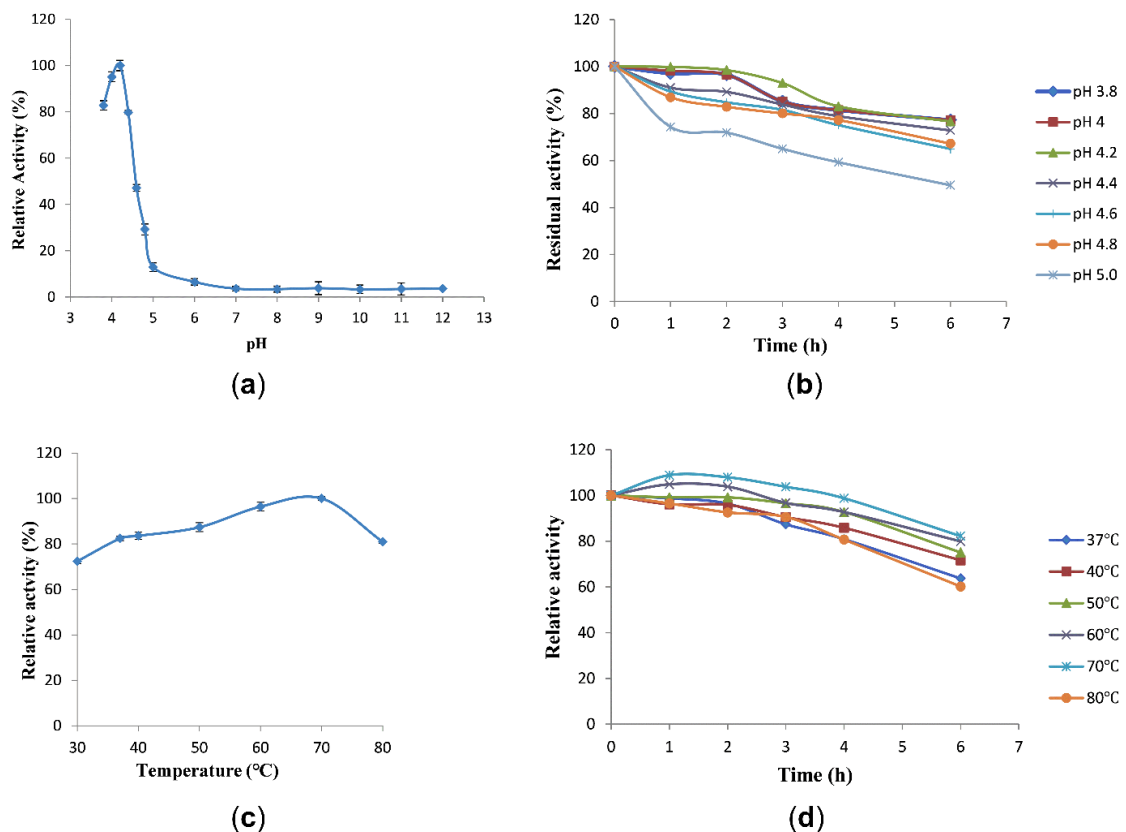 120
100
80
60
40
20
0
Relative Activity (%)
3 4 5 6 7 8 9 10 11 12 13
pH
(a)
120
100
80
60
40
20
0
Residual activity (%)
0 1 2 3 4 5 6 7
Time (h)
pH 3.8
pH 4
pH 4.2
pH 4.4
pH 4.6
pH 4.8
pH 5.0
(b)
120
100
80
60
40
20
0
Relative actvity (%)
30 40 50 60 70 80
Temperature (°C)
(c)
120
100
80
60
40
20
0
Relative activity
0 1 2 3 4 5 6 7
Time (h)
37°C
40°C
50°C
60°C
70°C
80°C
(d)